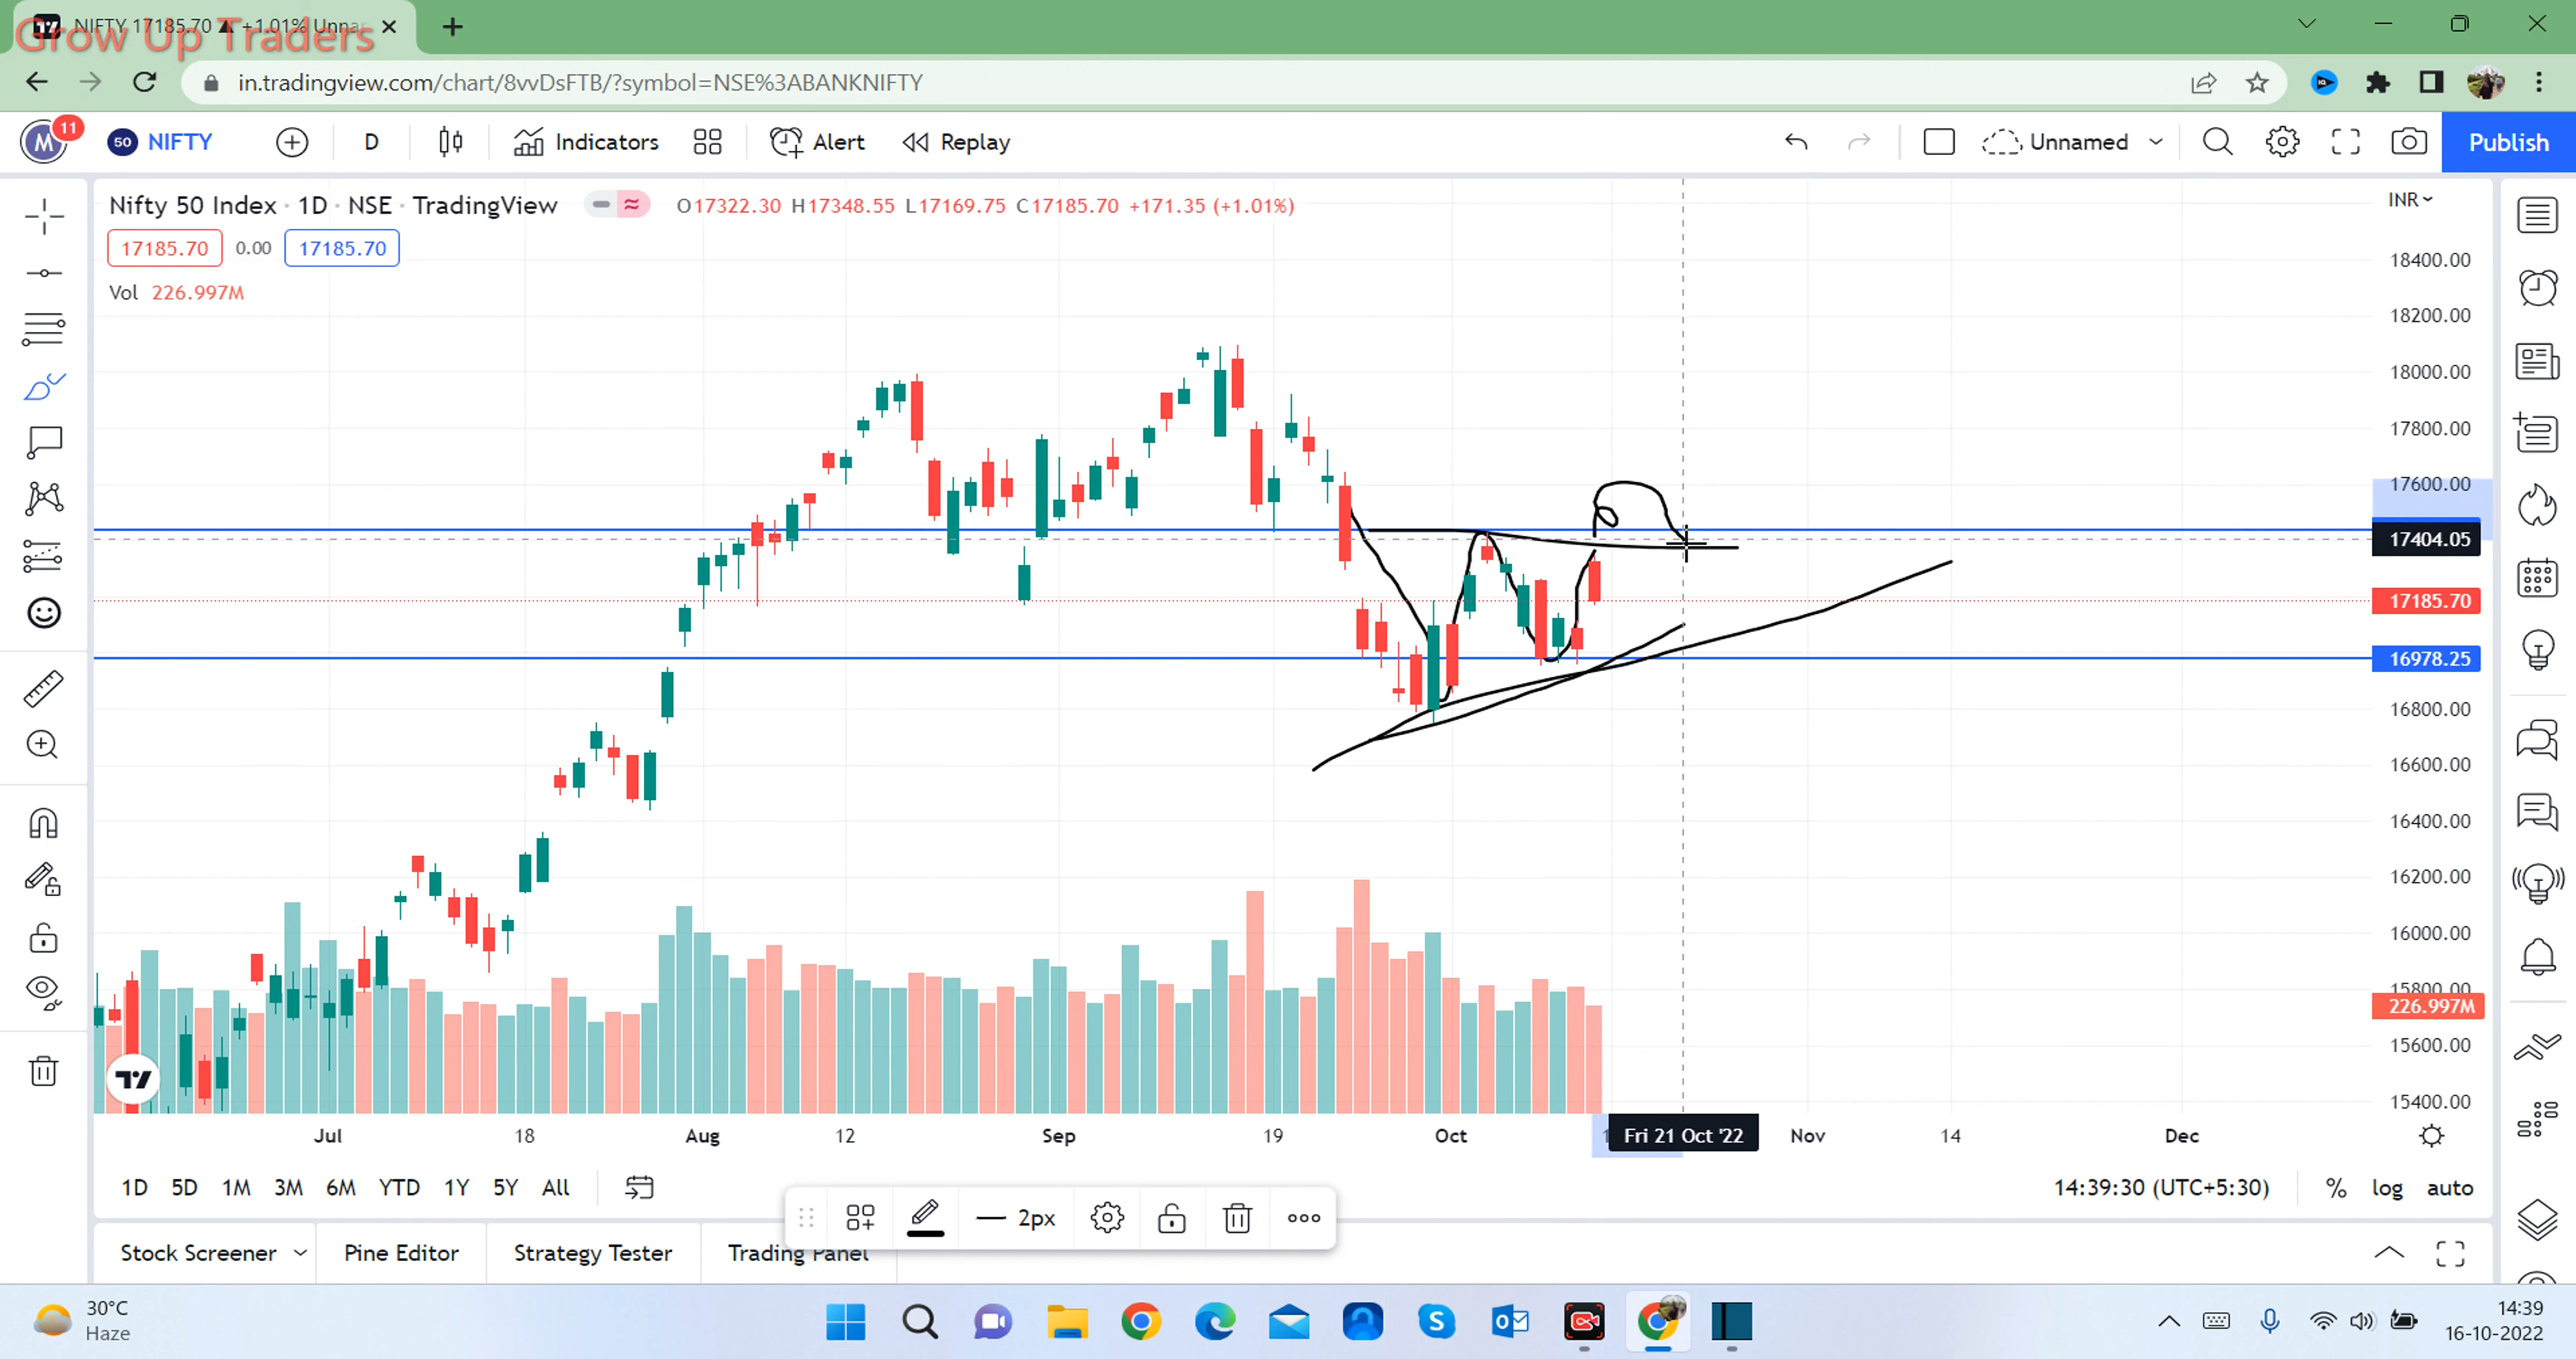 NIFTY 17185.70 ▲ +1.01% Unna
Grow Up Traders
in.tradingview.com/chart/8vvDsFTB/?symbol=NSE%3ABANKNIFTY
M 11 50 NIFTY D Indicators Alert Replay Unnamed Publish
Nifty 50 Index · 1D · NSE · TradingView O17322.30 H17348.55 L17169.75 C17185.70 +171.35 (+1.01%)
INR
17185.70 0.00 17185.70
Vol 226.997M
18400.00
18200.00
18000.00
17800.00
17600.00
17404.05
17185.70
16978.25
16800.00
16600.00
16400.00
16200.00
16000.00
15800.00
226.997M
15600.00
15400.00
Jul 18 Aug 12 Sep 19 Oct Fri 21 Oct '22 Nov 14 Dec
1D 5D 1M 3M 6M YTD 1Y 5Y All 14:39:30 (UTC+5:30) % log auto
2px
Stock Screener Pine Editor Strategy Tester Trading Panel
30°C
Haze
14:39
16-10-2022